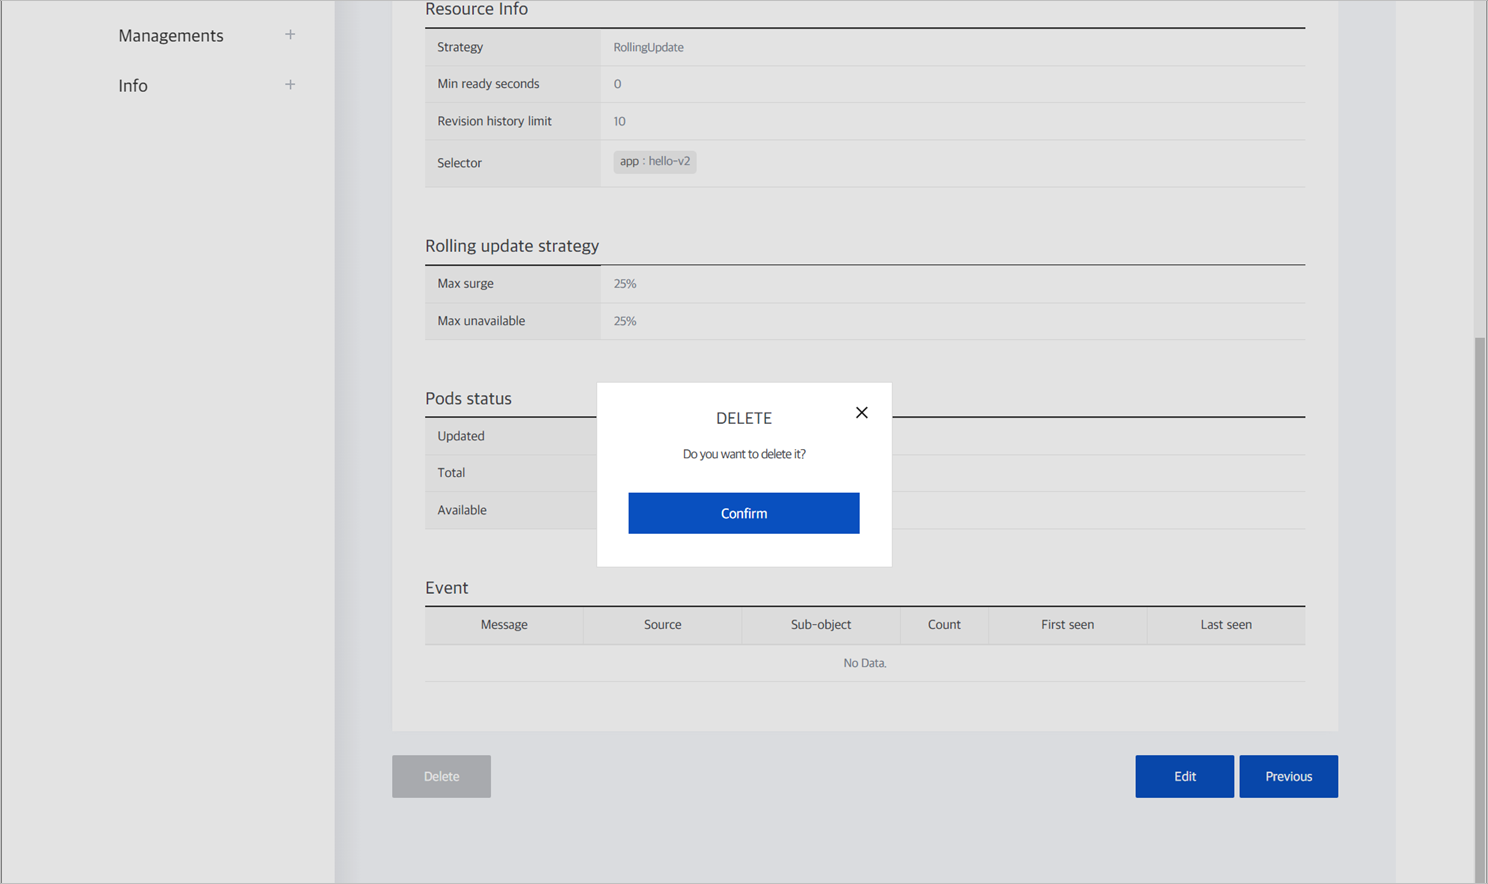 Managements +
Info +
Resource Info
Strategy RollingUpdate
Min ready seconds 0
Revision history limit 10
Selector app : hello-v2
Rolling update strategy
Max surge 25%
Max unavailable 25%
Pods status
Updated
Total
Available
DELETE
Do you want to delete it?
Confirm
Event
Message Source Sub-object Count First seen Last seen
No Data.
Delete Edit Previous